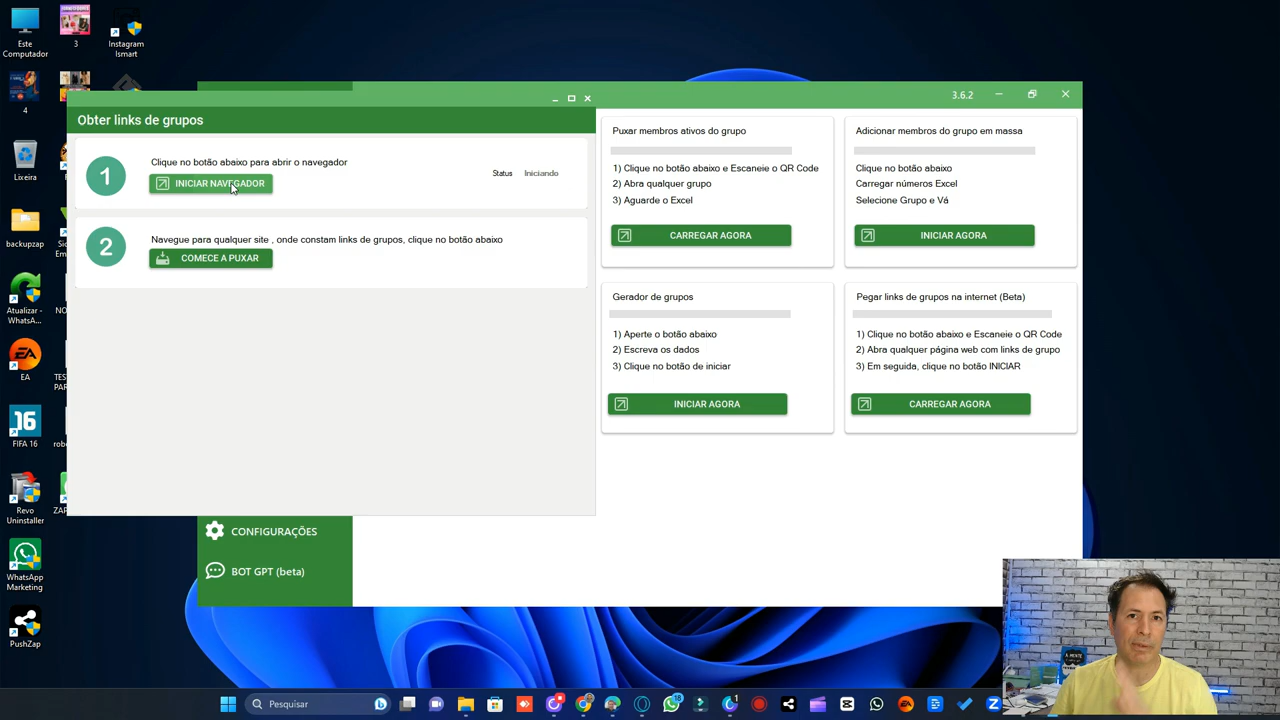 Este
Computador
3
Instagram
Ismart
4
Lixeira
backupzap
Atualizar -
WhatsA...
EA
FIFA 16
Revo
Uninstaller
WhatsApp
Marketing
PushZap
Obter links de grupos
1
Clique no botão abaixo para abrir o navegador
INICIAR NAVEGADOR
Status
Iniciando
2
Navegue para qualquer site , onde constam links de grupos, clique no botão abaixo
COMECE A PUXAR
3.6.2
Puxar membros ativos do grupo
1) Clique no botão abaixo e Escaneie o QR Code
2) Abra qualquer grupo
3) Aguarde o Excel
CARREGAR AGORA
Adicionar membros do grupo em massa
Clique no botão abaixo
Carregar números Excel
Selecione Grupo e Vá
INICIAR AGORA
Gerador de grupos
1) Aperte o botão abaixo
2) Escreva os dados
3) Clique no botão de iniciar
INICIAR AGORA
Pegar links de grupos na internet (Beta)
1) Clique no botão abaixo e Escaneie o QR Code
2) Abra qualquer página web com links de grupo
3) Em seguida, clique no botão INICIAR
CARREGAR AGORA
CONFIGURAÇÕES
BOT GPT (beta)
Pesquisar
18
1